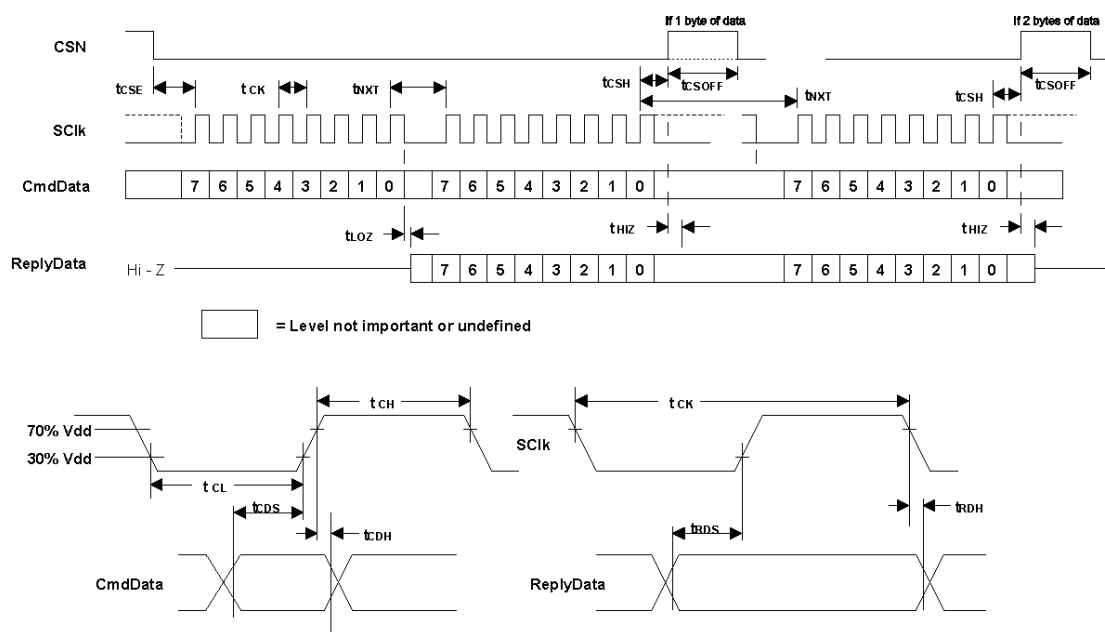 If 1 byte of data
If 2 bytes of data
CSN
tCSE
t CK
tNXT
tCSH
tCSOFF
tNXT
tCSH
tCSOFF
SClk
CmdData
7 6 5 4 3 2 1 0
7 6 5 4 3 2 1 0
7 6 5 4 3 2 1 0
tLOZ
tHIZ
tHIZ
ReplyData
Hi - Z
7 6 5 4 3 2 1 0
7 6 5 4 3 2 1 0
= Level not important or undefined
t CH
t CK
70% Vdd
30% Vdd
SClk
t CL
tCDS
tCDH
tRDS
tRDH
CmdData
ReplyData